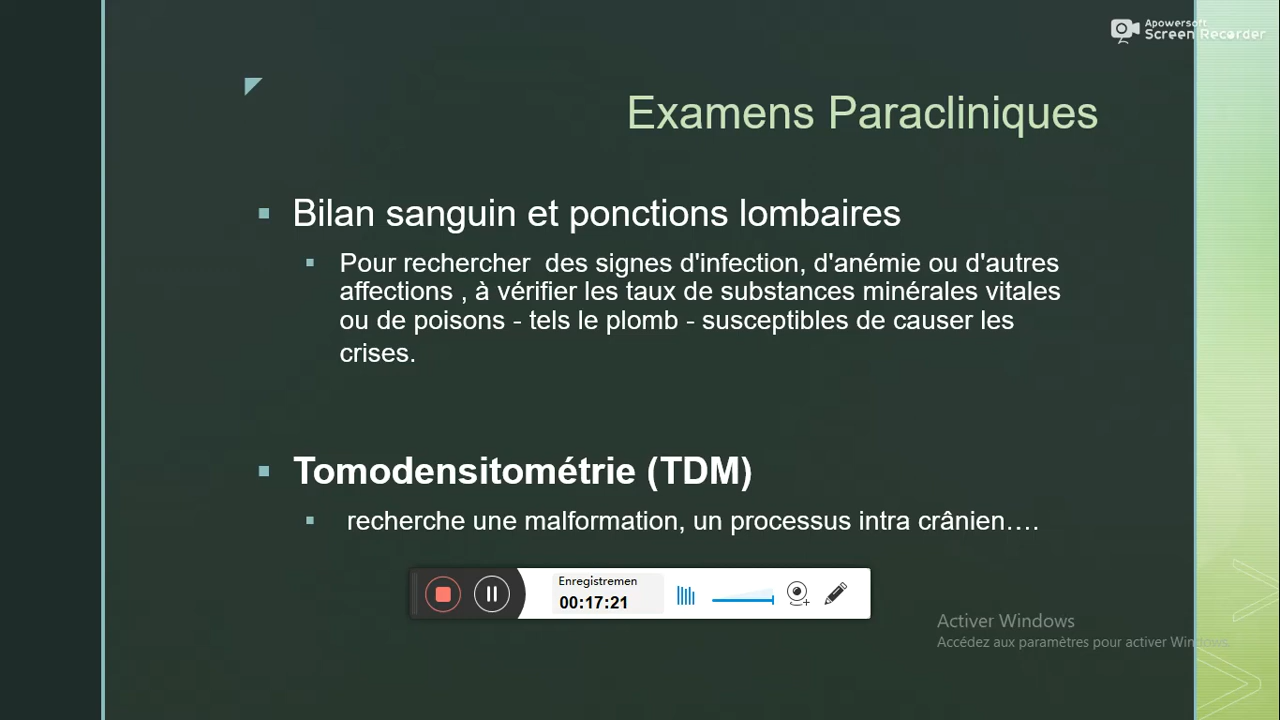 Apowersoft
Screen Recorder
Examens Paracliniques
Bilan sanguin et ponctions lombaires
Pour rechercher des signes d'infection, d'anémie ou d'autres
affections , à vérifier les taux de substances minérales vitales
ou de poisons - tels le plomb - susceptibles de causer les
crises.
Tomodensitométrie (TDM)
recherche une malformation, un processus intra crânien….
Enregistremen
00:17:21
Activer Windows
Accédez aux paramètres pour activer Windows.